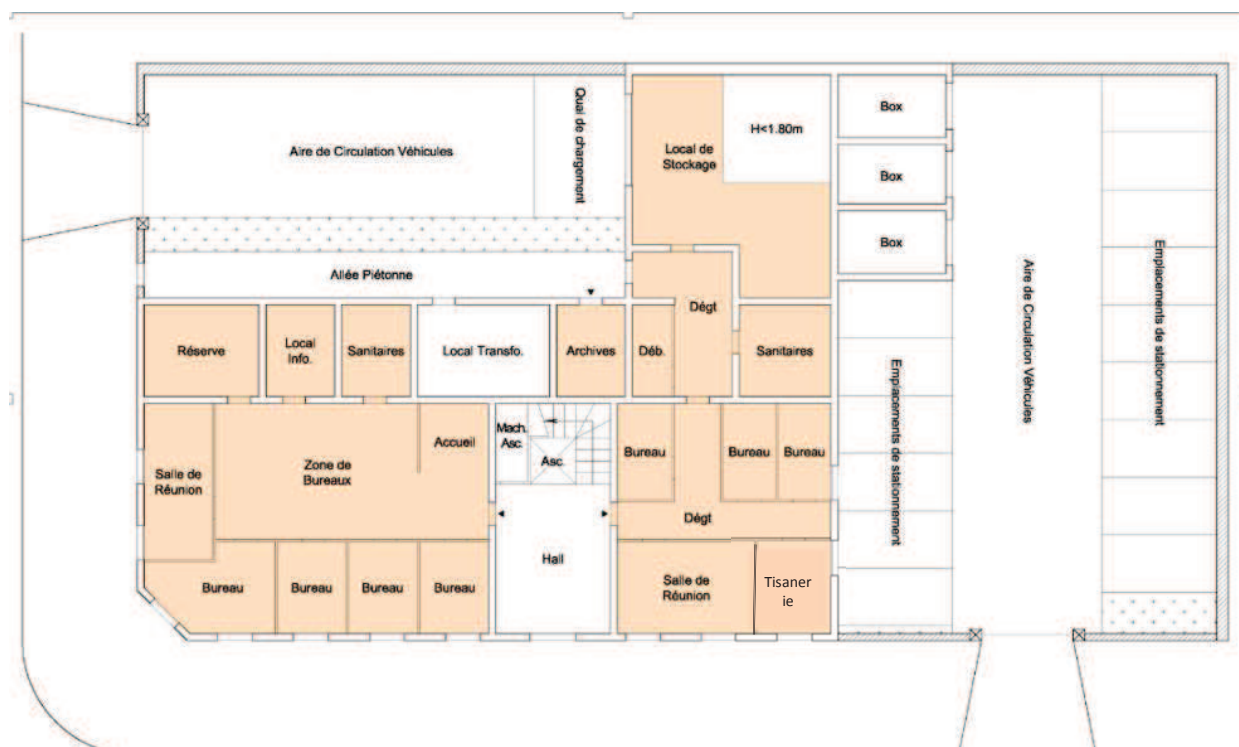 Aire de Circulation Véhicules
Quai de chargement
Local de
Stockage
H<1.80m
Box
Box
Box
Allée Piétonne
Dégt
Réserve
Local
Info.
Sanitaires
Local Transfo.
Archives
Déb.
Sanitaires
Aire de Circulation Véhicules
Emplacements de stationnement
Emplacements de stationnement
Salle de
Réunion
Zone de
Bureaux
Accueil
Mach.
Asc.
Asc.
Bureau
Bureau
Bureau
Dégt
Hall
Bureau
Bureau
Bureau
Bureau
Salle de
Réunion
Tisaner
ie